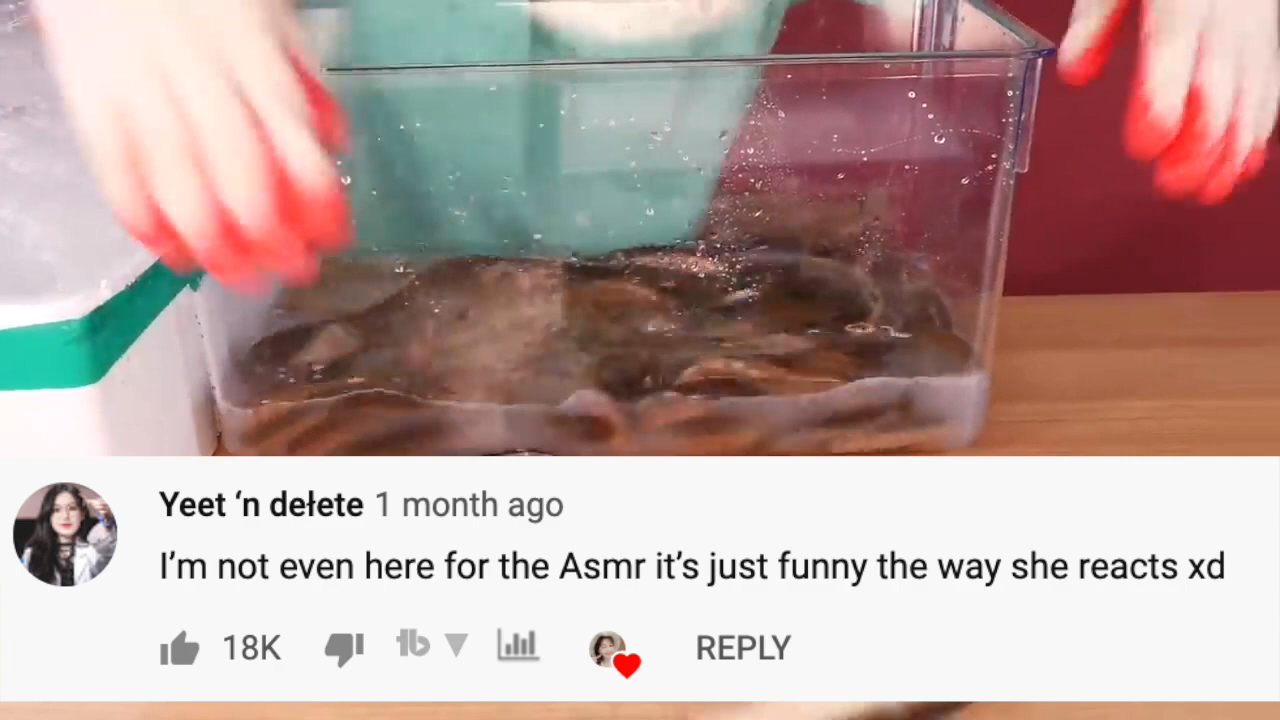 Yeet ‘n dełete 1 month ago
I’m not even here for the Asmr it’s just funny the way she reacts xd
18K tb REPLY